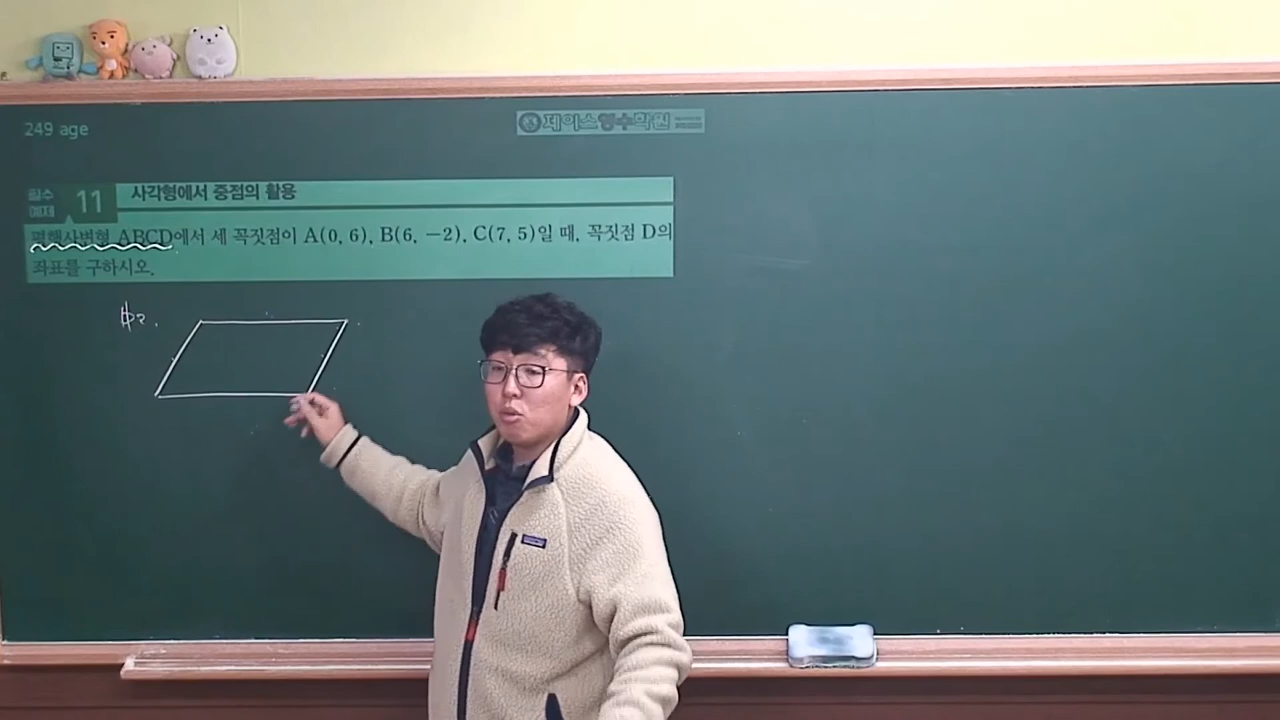 249 age
제이스영수학원
필수 예제 11 사각형에서 중점의 활용
평행사변형 ABCD에서 세 꼭짓점이 A(0, 6), B(6, −2), C(7, 5)일 때, 꼭짓점 D의
좌표를 구하시오.